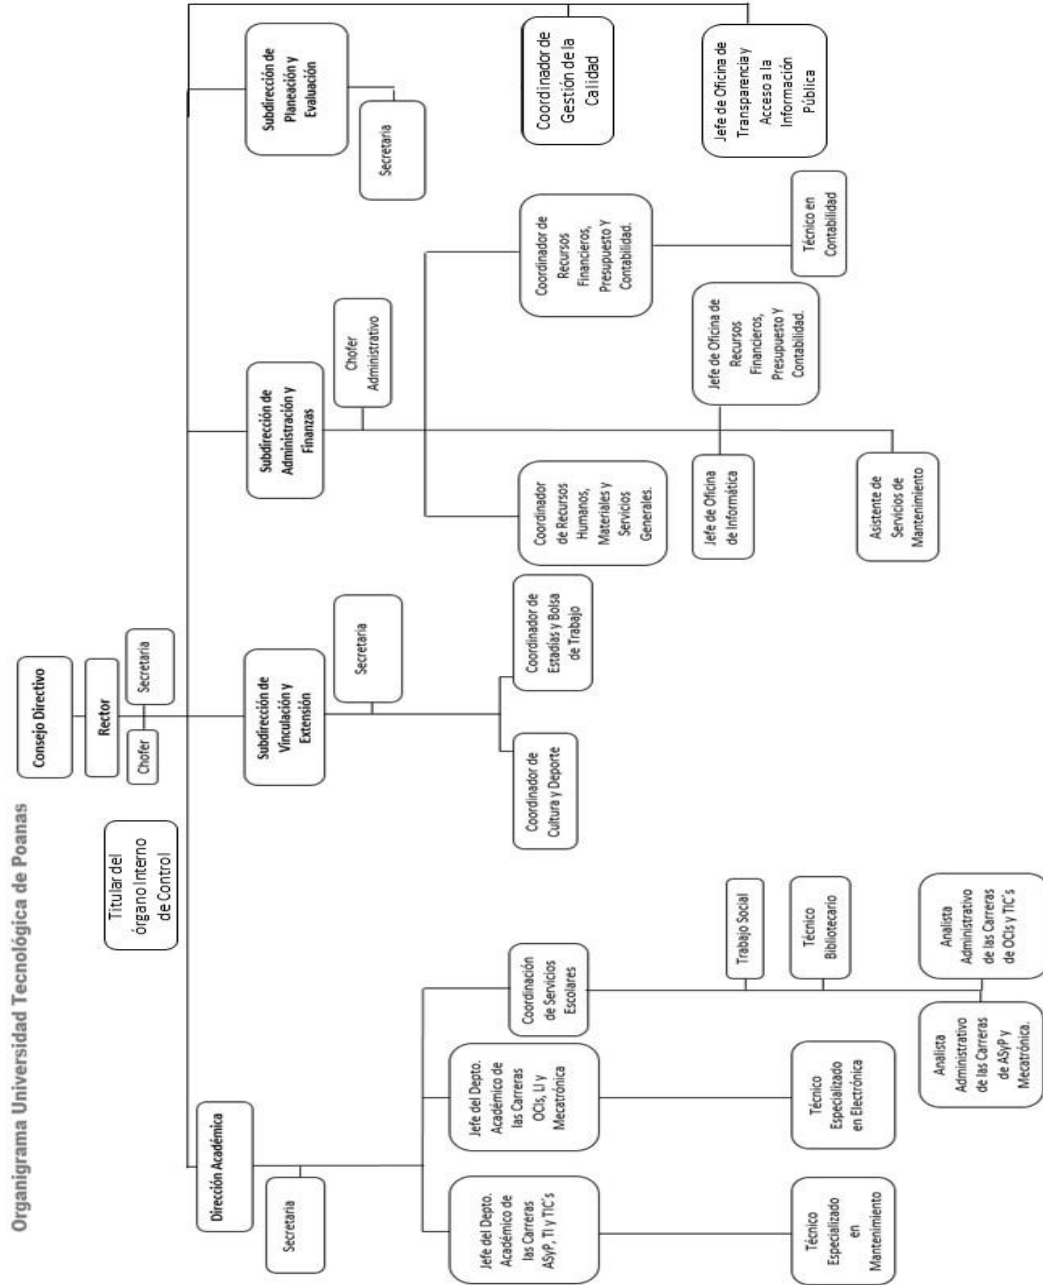 Organigrama Universidad Tecnológica de Poanas
Consejo Directivo
Rector
Chofer
Secretaria
Titular del
órgano Interno
de Control
Dirección Académica
Secretaria
Jefe del Depto.
Académico de
las Carreras
ASyP, TI y TIC´s
Jefe del Depto.
Académico de
las Carreras
OCIs, LI y
Mecatrónica
Coordinación
de Servicios
Escolares
Técnico
Especializado
en
Mantenimiento
Técnico
Especializado
en Electrónica
Trabajo Social
Técnico
Bibliotecario
Analista
Administrativo
de las Carreras
de ASyP y
Mecatrónica.
Analista
Administrativo
de las Carreras
de OCIs y TIC´s
Subdirección de
Vinculación y
Extensión
Secretaria
Coordinador de
Cultura y Deporte
Coordinador de
Estadías y Bolsa
de Trabajo
Subdirección de
Administración y
Finanzas
Chofer
Administrativo
Coordinador
de Recursos
Humanos,
Materiales y
Servicios
Generales.
Coordinador de
Recursos
Financieros,
Presupuesto Y
Contabilidad.
Jefe de Oficina
de Informática
Jefe de Oficina de
Recursos
Financieros,
Presupuesto Y
Contabilidad.
Técnico en
Contabilidad
Asistente de
Servicios de
Mantenimiento
Subdirección de
Planeación y
Evaluación
Secretaria
Coordinador de
Gestión de la
Calidad
Jefe de Oficina de
Transparencia y
Acceso a la
Información
Pública